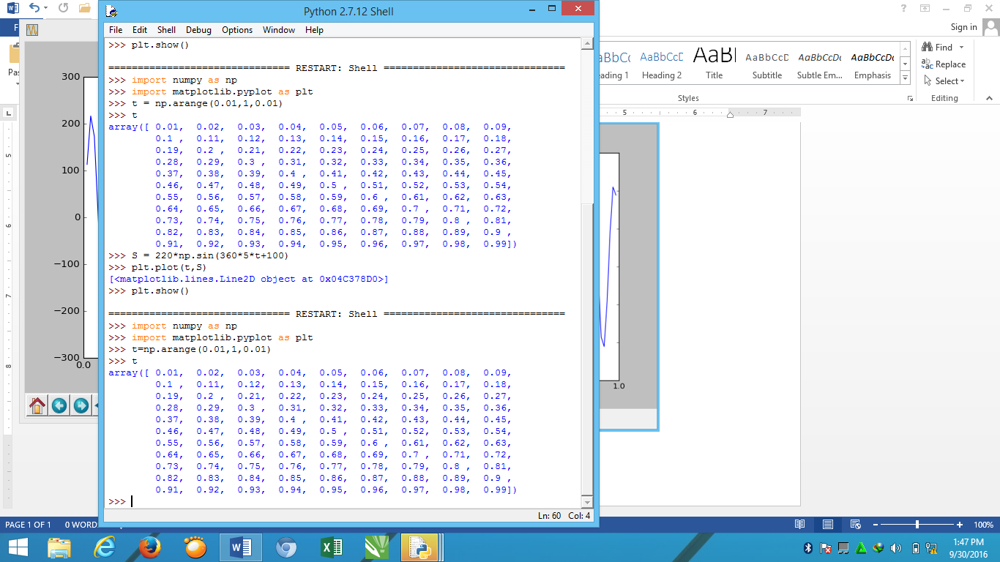 Python 2.7.12 Shell
Sign in
File Edit Shell Debug Options Window Help
>>> plt.show()
=============================== RESTART: Shell ===============================
>>> import numpy as np
>>> import matplotlib.pyplot as plt
>>> t = np.arange(0.01,1,0.01)
>>> t
array([ 0.01, 0.02, 0.03, 0.04, 0.05, 0.06, 0.07, 0.08, 0.09,
0.1 , 0.11, 0.12, 0.13, 0.14, 0.15, 0.16, 0.17, 0.18,
0.19, 0.2 , 0.21, 0.22, 0.23, 0.24, 0.25, 0.26, 0.27,
0.28, 0.29, 0.3 , 0.31, 0.32, 0.33, 0.34, 0.35, 0.36,
0.37, 0.38, 0.39, 0.4 , 0.41, 0.42, 0.43, 0.44, 0.45,
0.46, 0.47, 0.48, 0.49, 0.5 , 0.51, 0.52, 0.53, 0.54,
0.55, 0.56, 0.57, 0.58, 0.59, 0.6 , 0.61, 0.62, 0.63,
0.64, 0.65, 0.66, 0.67, 0.68, 0.69, 0.7 , 0.71, 0.72,
0.73, 0.74, 0.75, 0.76, 0.77, 0.78, 0.79, 0.8 , 0.81,
0.82, 0.83, 0.84, 0.85, 0.86, 0.87, 0.88, 0.89, 0.9 ,
0.91, 0.92, 0.93, 0.94, 0.95, 0.96, 0.97, 0.98, 0.99])
>>> S = 220*np.sin(360*5*t+100)
>>> plt.plot(t,S)
[<matplotlib.lines.Line2D object at 0x04C378D0>]
>>> plt.show()
=============================== RESTART: Shell ===============================
>>> import numpy as np
>>> import matplotlib.pyplot as plt
>>> t=np.arange(0.01,1,0.01)
>>> t
array([ 0.01, 0.02, 0.03, 0.04, 0.05, 0.06, 0.07, 0.08, 0.09,
0.1 , 0.11, 0.12, 0.13, 0.14, 0.15, 0.16, 0.17, 0.18,
0.19, 0.2 , 0.21, 0.22, 0.23, 0.24, 0.25, 0.26, 0.27,
0.28, 0.29, 0.3 , 0.31, 0.32, 0.33, 0.34, 0.35, 0.36,
0.37, 0.38, 0.39, 0.4 , 0.41, 0.42, 0.43, 0.44, 0.45,
0.46, 0.47, 0.48, 0.49, 0.5 , 0.51, 0.52, 0.53, 0.54,
0.55, 0.56, 0.57, 0.58, 0.59, 0.6 , 0.61, 0.62, 0.63,
0.64, 0.65, 0.66, 0.67, 0.68, 0.69, 0.7 , 0.71, 0.72,
0.73, 0.74, 0.75, 0.76, 0.77, 0.78, 0.79, 0.8 , 0.81,
0.82, 0.83, 0.84, 0.85, 0.86, 0.87, 0.88, 0.89, 0.9 ,
0.91, 0.92, 0.93, 0.94, 0.95, 0.96, 0.97, 0.98, 0.99])
>>>
Ln: 60 Col: 4
300
200
100
0
−100
−200
−300
0.0
1.0
AaBbCcD AaBbCcDc AaBbCcDc
Heading 2 Title Subtitle Subtle Em... Emphasis
Styles
Find
Replace
Select
Editing
5 6 7
5
6
7
8
PAGE 1 OF 1 0 WORD
100%
1:47 PM
9/30/2016